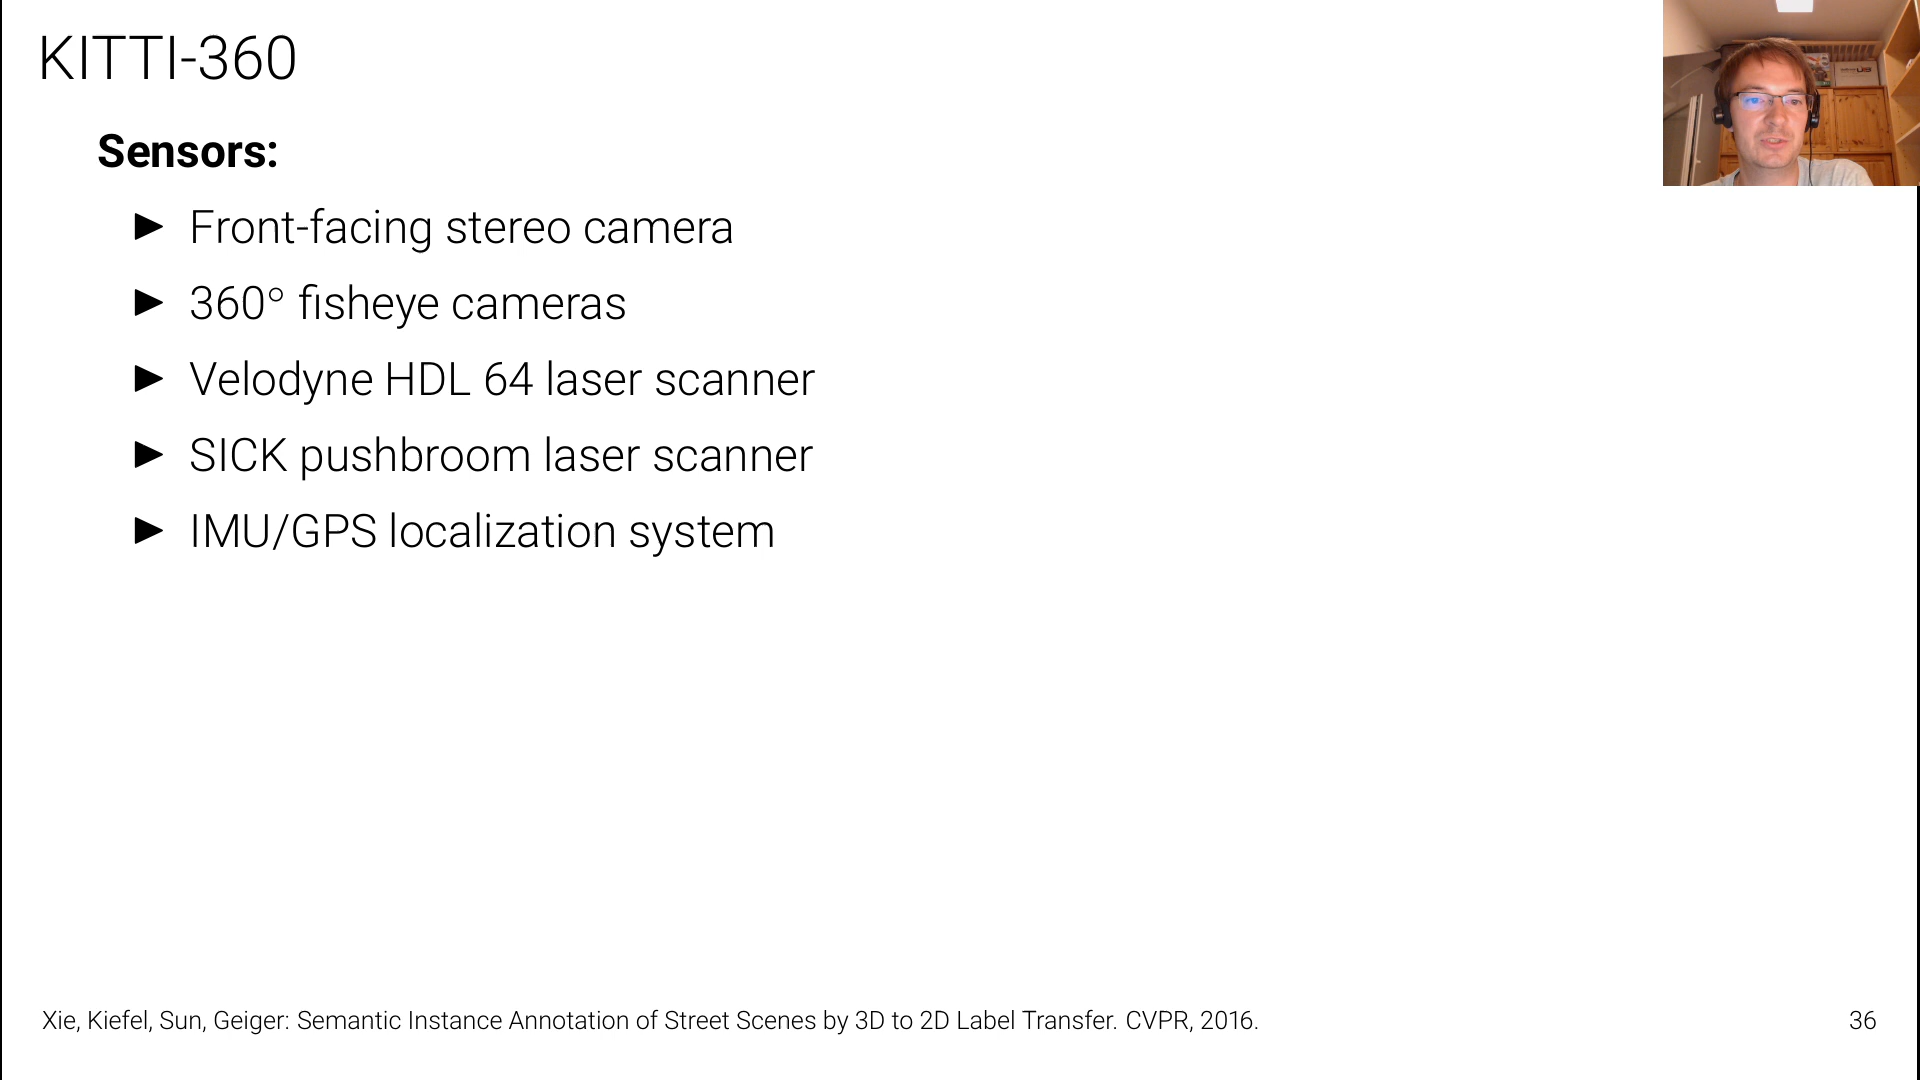 KITTI-360
Sensors:
► Front-facing stereo camera
► 360° fisheye cameras
► Velodyne HDL 64 laser scanner
► SICK pushbroom laser scanner
► IMU/GPS localization system
Xie, Kiefel, Sun, Geiger: Semantic Instance Annotation of Street Scenes by 3D to 2D Label Transfer. CVPR, 2016.
36